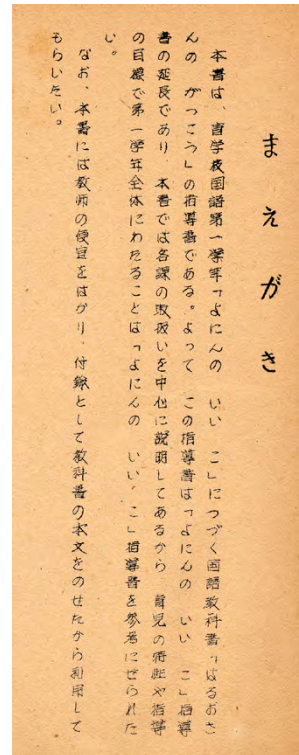 まえがき
本書は、盲学校国語第一学年「よにんの いい こ」につづく国語教科書「はるおさ
んの がっこう」の指導書である。よって この指導書は「よにんの いい こ」指導
書の延長であり 本書では各課の取扱いを中心に説明してあるから 盲児の特性や指導
の目標で第一学年全体にわたることは「よにんの いい こ」指導書を参考にせられた
い。
なお、本書には教師の便宜をはかり、付録として教科書の本文をのせたから利用して
もらいたい。